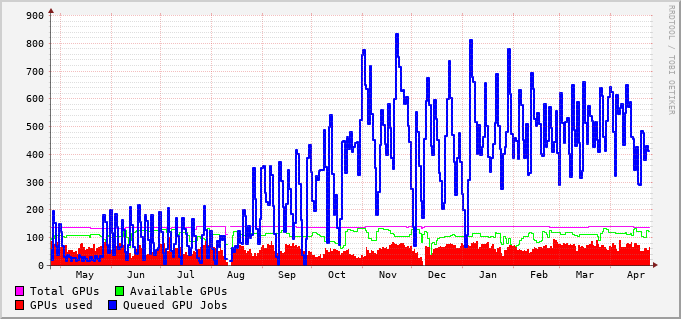 900
800
700
600
500
400
300
200
100
0
May Jun Jul Aug Sep Oct Nov Dec Jan Feb Mar Apr
Total GPUs Available GPUs
GPUs used Queued GPU Jobs
RRDTOOL / TOBI OETIKER